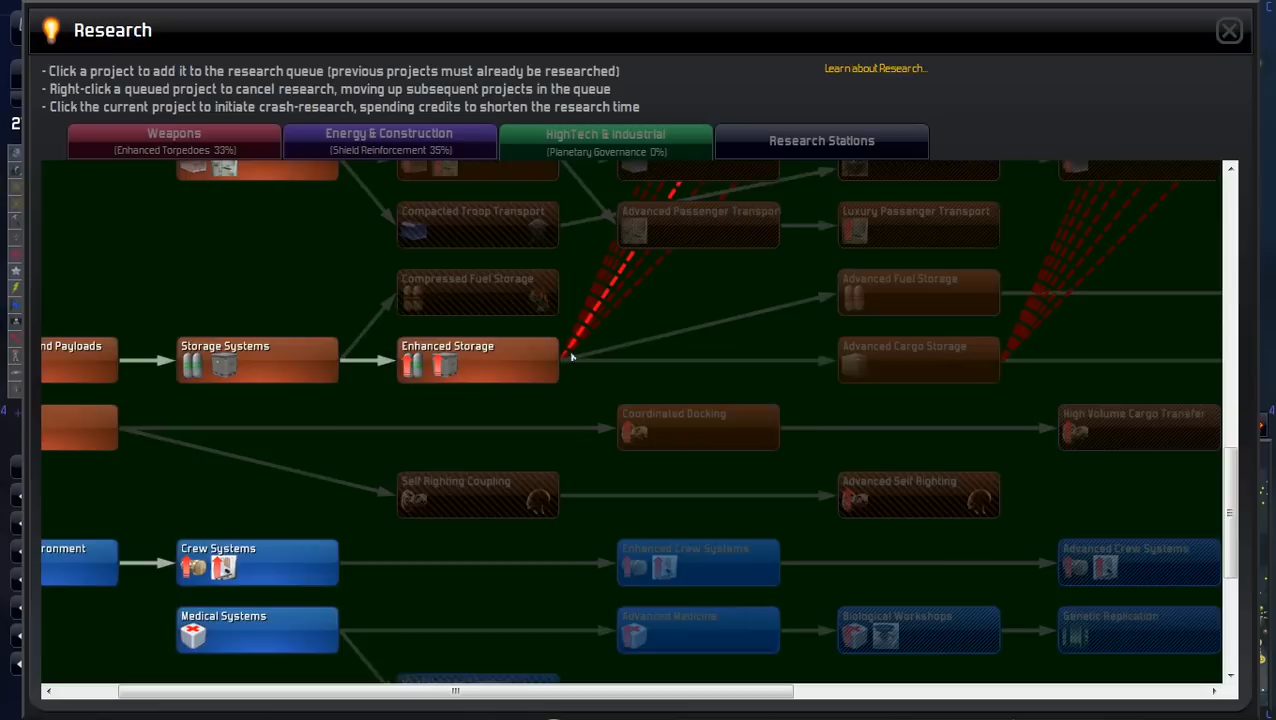 Research
- Click a project to add it to the research queue (previous projects must already be researched)
Learn about Research...
- Right-click a queued project to cancel research, moving up subsequent projects in the queue
- Click the current project to initiate crash-research, spending credits to shorten the research time
Weapons
(Enhanced Torpedoes 33%)
Energy & Construction
(Shield Reinforcement 35%)
HighTech & Industrial
(Planetary Governance 0%)
Research Stations
Compacted Troop Transport
Advanced Passenger Transpor
Luxury Passenger Transport
Compressed Fuel Storage
Advanced Fuel Storage
nd Payloads
Storage Systems
Enhanced Storage
Advanced Cargo Storage
Coordinated Docking
High Volume Cargo Transfer
Self Righting Coupling
Advanced Self Righting
ronment
Crew Systems
Enhanced Crew Systems
Advanced Crew Systems
Medical Systems
Advanced Medicine
Biological Workshops
Genetic Replication